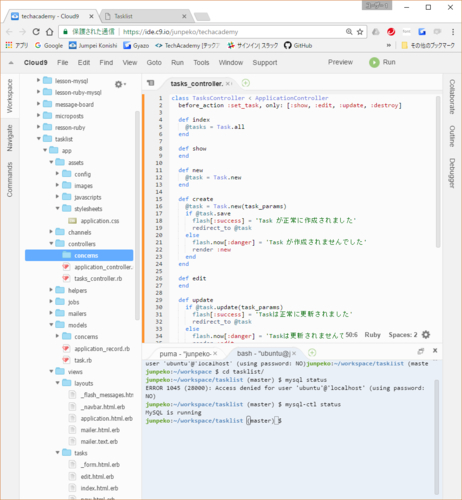 techacademy - Cloud9
Tasklist
保護された通信 | https://ide.c9.io/junpeko/techacademy
アプリ Google GitHub Jumpei Konishi Gyazo TechAcademy [テック サインインしスラック GitHub » その他のブックマーク
Cloud9 File Edit Find View Goto Run Tools Window Support Preview Run
Workspace
Navigate
Commands
lesson-mysql
lesson-ruby-mysql
message-board
microposts
resson-ruby
tasklist
app
assets
config
images
javascripts
stylesheets
application.css
channels
controllers
concerns
application_controller.
tasks_controller.rb
helpers
jobs
mailers
models
concerns
application_record.rb
task.rb
views
layouts
_flash_messages.htm
_navbar.html.erb
application.html.erb
mailer.html.erb
mailer.text.erb
tasks
_form.html.erb
edit.html.erb
index.html.erb
new.html.erb
tasks_controller.
1 class TasksController < ApplicationController
2 before_action :set_task, only: [:show, :edit, :update, :destroy]
3
4 def index
5 @tasks = Task.all
6 end
7
8 def show
9 end
10
11 def new
12 @task = Task.new
13 end
14
15 def create
16 @task = Task.new(task_params)
17 if @task.save
18 flash[:success] = 'Task が正常に作成されました'
19 redirect_to @task
20 else
21 flash.now[:danger] = 'Task が作成されませんでした'
22 render :new
23 end
24 end
25
26 def edit
27 end
28
29 def update
30 if @task.update(task_params)
31 flash[:success] = 'Taskは正常に更新されました'
32 redirect_to @task
33 else
34 flash.now[:danger] = 'Taskは更新されませんで
50:6 Ruby Spaces: 2
Collaborate
Outline
Debugger
puma - "junpeko-
bash - "ubuntu@j
user 'ubuntu'@'localhost' (using password: NO)junpeko:~/workspace/tasklist (maste
junpeko:~/workspace $ cd tasklist/
junpeko:~/workspace/tasklist (master) $ mysql status
ERROR 1045 (28000): Access denied for user 'ubuntu'@'localhost' (using password:
NO)
junpeko:~/workspace/tasklist (master) $ mysql-ctl status
MySQL is running
junpeko:~/workspace/tasklist (master) $